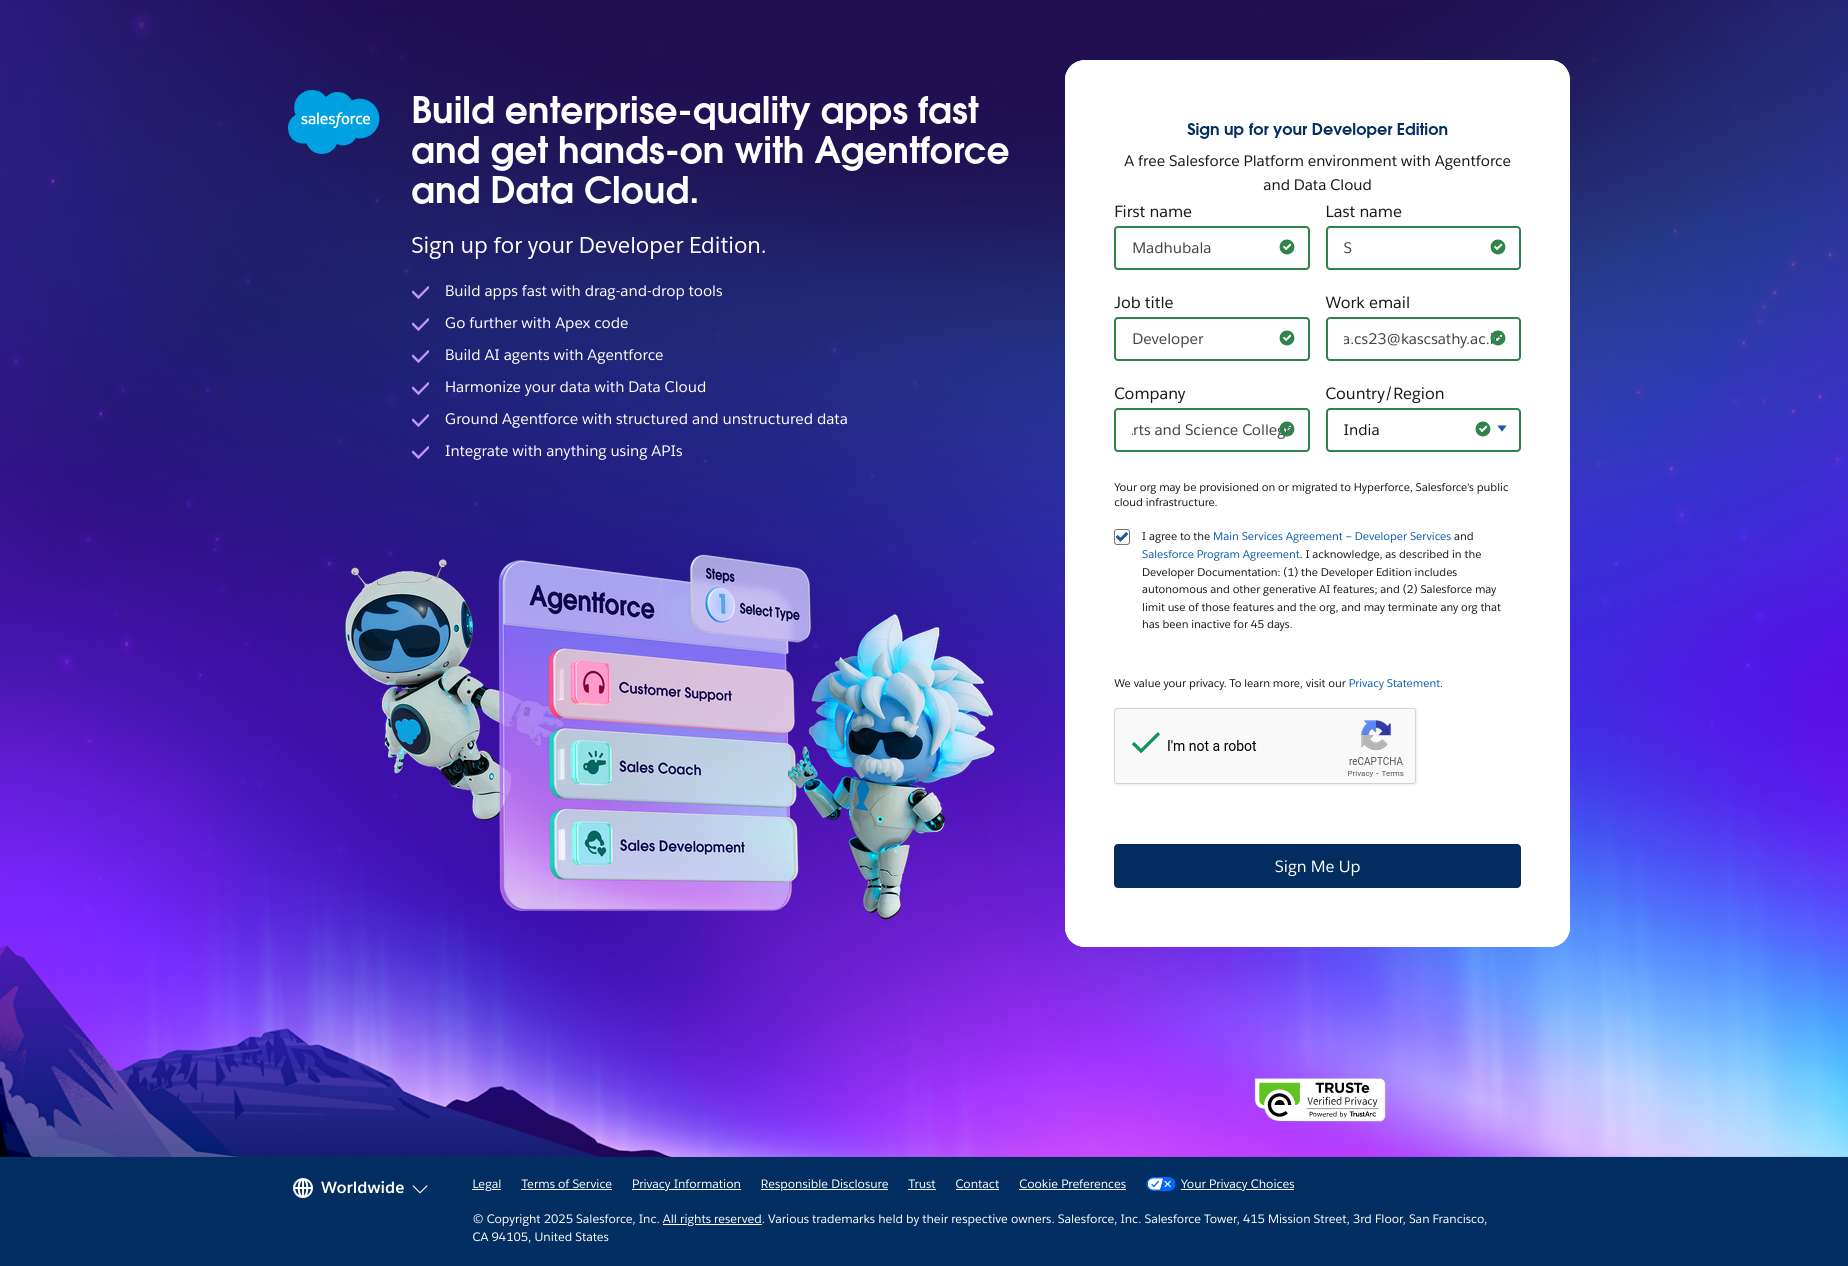 salesforce
Build enterprise-quality apps fast
and get hands-on with Agentforce
and Data Cloud.
Sign up for your Developer Edition.
Build apps fast with drag-and-drop tools
Go further with Apex code
Build AI agents with Agentforce
Harmonize your data with Data Cloud
Ground Agentforce with structured and unstructured data
Integrate with anything using APIs
Agentforce
Steps
1 Select Type
Customer Support
Sales Coach
Sales Development
Sign up for your Developer Edition
A free Salesforce Platform environment with Agentforce
and Data Cloud
First name Last name
Madhubala S
Job title Work email
Developer a.cs23@kascsathy.ac.
Company Country/Region
rts and Science College India
Your org may be provisioned on or migrated to Hyperforce, Salesforce's public
cloud infrastructure.
I agree to the Main Services Agreement – Developer Services and
Salesforce Program Agreement. I acknowledge, as described in the
Developer Documentation: (1) the Developer Edition includes
autonomous and other generative AI features; and (2) Salesforce may
limit use of those features and the org, and may terminate any org that
has been inactive for 45 days.
We value your privacy. To learn more, visit our Privacy Statement.
I'm not a robot
reCAPTCHA
Privacy - Terms
Sign Me Up
TRUSTe
Verified Privacy
Powered by TrustArc
Worldwide
Legal Terms of Service Privacy Information Responsible Disclosure Trust Contact Cookie Preferences Your Privacy Choices
© Copyright 2025 Salesforce, Inc. All rights reserved. Various trademarks held by their respective owners. Salesforce, Inc. Salesforce Tower, 415 Mission Street, 3rd Floor, San Francisco,
CA 94105, United States